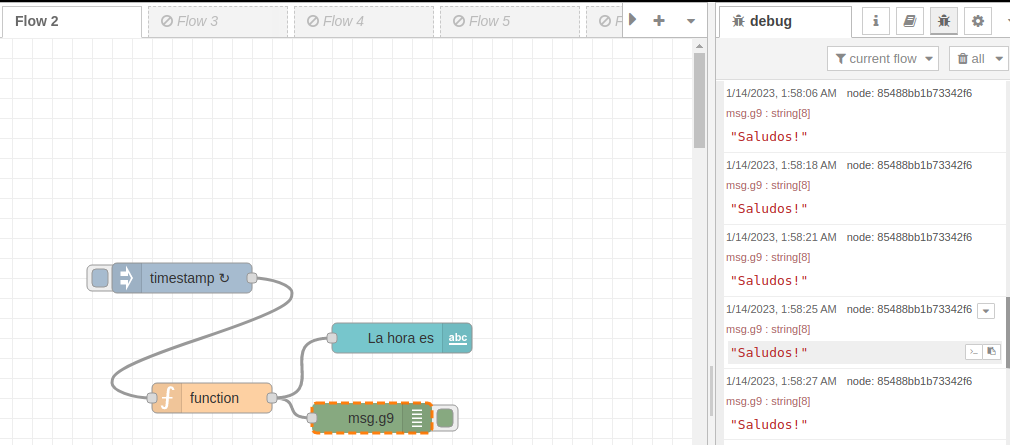 Flow 2
Flow 3
Flow 4
Flow 5
debug
i
current flow
all
1/14/2023, 1:58:06 AM node: 85488bb1b73342f6
msg.g9 : string[8]
"Saludos!"
1/14/2023, 1:58:18 AM node: 85488bb1b73342f6
msg.g9 : string[8]
"Saludos!"
1/14/2023, 1:58:21 AM node: 85488bb1b73342f6
msg.g9 : string[8]
"Saludos!"
1/14/2023, 1:58:25 AM node: 85488bb1b73342f6
msg.g9 : string[8]
"Saludos!"
1/14/2023, 1:58:27 AM node: 85488bb1b73342f6
msg.g9 : string[8]
"Saludos!"
timestamp ↻
La hora es
abc
function
msg.g9